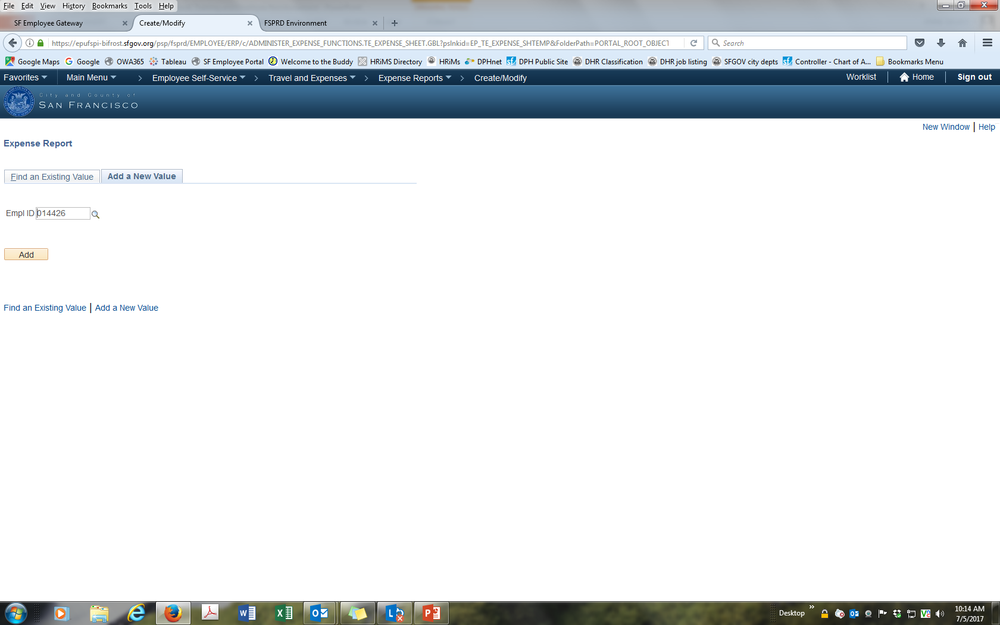 File Edit View History Bookmarks Tools Help
SF Employee Gateway Create/Modify FSPRD Environment
https://epufspi-bifrost.sfgov.org/psp/fsprd/EMPLOYEE/ERP/c/ADMINISTER_EXPENSE_FUNCTIONS.TE_EXPENSE_SHEET.GBL?pslnkid=EP_TE_EXPENSE_SHTEMP&FolderPath=PORTAL_ROOT_OBJECT Search
Google Maps Google OWA365 Tableau SF Employee Portal Welcome to the Buddy HRiMS Directory HRiMs DPHnet DPH Public Site DHR Classification DHR job listing SFGOV city depts Controller - Chart of A... Bookmarks Menu
Favorites Main Menu > Employee Self-Service > Travel and Expenses > Expense Reports > Create/Modify Worklist Home Sign out
City and County of
SAN FRANCISCO
New Window | Help
Expense Report
Find an Existing Value Add a New Value
Empl ID 014426
Add
Find an Existing Value | Add a New Value
Desktop » 10:14 AM
7/5/2017